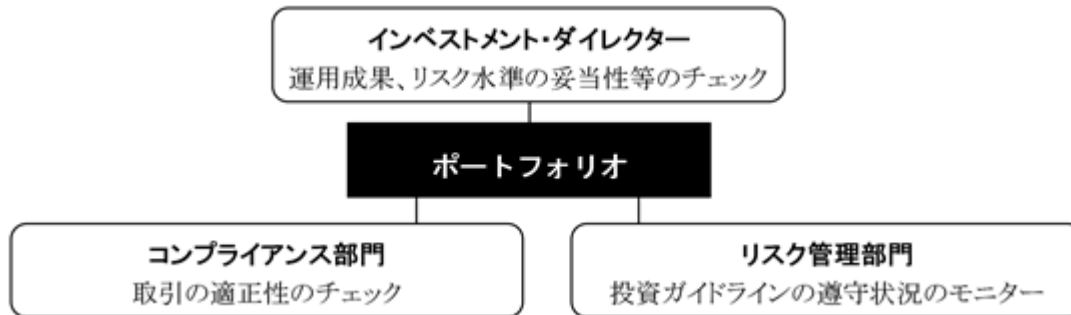 インベストメント・ダイレクター
運用成果、リスク水準の妥当性等のチェック
ポートフォリオ
コンプライアンス部門
取引の適正性のチェック
リスク管理部門
投資ガイドラインの遵守状況のモニター